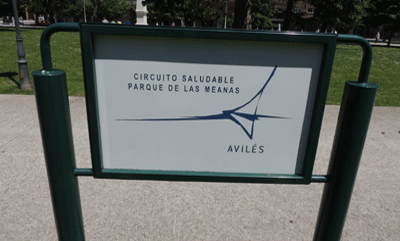 CIRCUITO SALUDABLE
PARQUE DE LAS MEANAS
AVILÉS